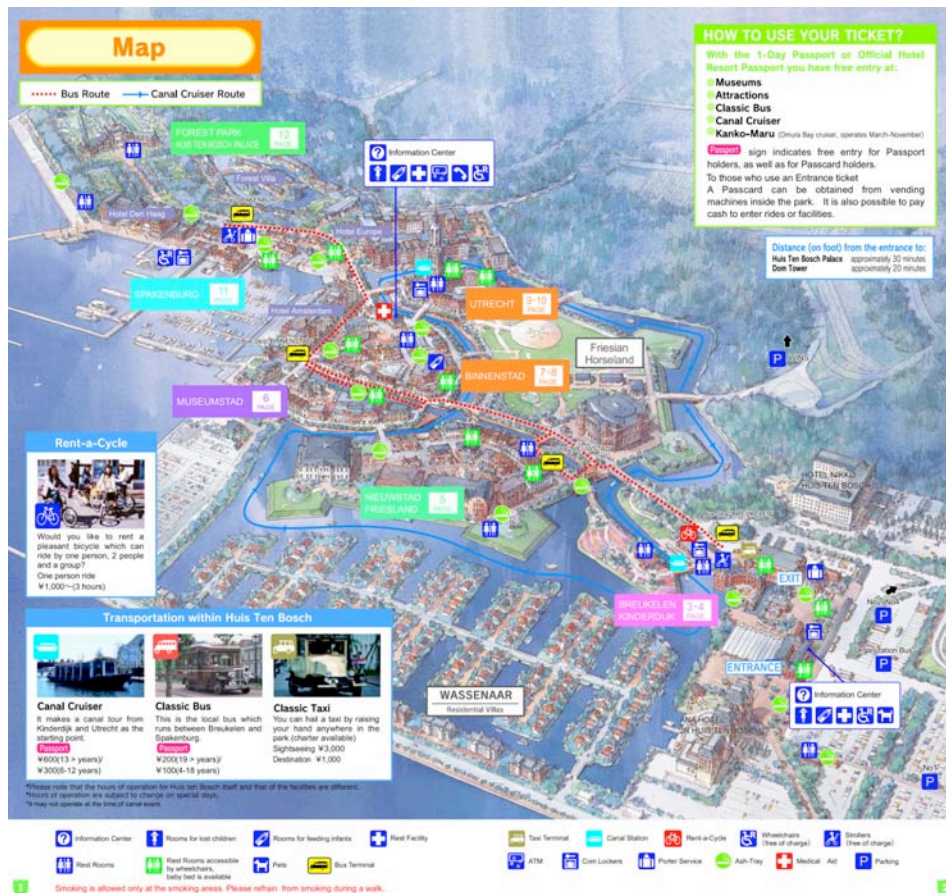 Map
Bus Route
Canal Cruiser Route
HOW TO USE YOUR TICKET?
With the 1-Day Passport or Official Hotel
Resort Passport you have free entry at:
Museums
Attractions
Classic Bus
Canal Cruiser
Kanko-Maru (Omura Bay cruiser, operates March-November)
Passport sign indicates free entry for Passport
holders, as well as for Passcard holders.
To those who use an Entrance ticket
A Passcard can be obtained from vending
machines inside the park. It is also possible to pay
cash to enter rides or facilities.
Distance (on foot) from the entrance to:
Huis Ten Bosch Palace approximately 30 minutes
Dom Tower approximately 20 minutes
FOREST PARK
HUIS TEN BOSCH PALACE
12
PAGE
Information Center
Forest Villa
Hotel Den Haag
Hotel Europe
SPAKENBURG
11
PAGE
UTRECHT
9·10
PAGE
Hotel Amsterdam
Friesian
Horseland
BINNENSTAD
7·8
PAGE
MUSEUMSTAD
6
PAGE
NIEUWSTAD
FRIESLAND
5
PAGE
HOTEL NIKKO
HUIS TEN BOSCH
BREUKELEN
KINDERDIJK
3·4
PAGE
EXIT
ENTRANCE
Organization Bus
Information Center
WASSENAAR
Residential Villas
ANA HOTEL
Rent-a-Cycle
Would you like to rent a
pleasant bicycle which can
ride by one person, 2 people
and a group?
One person ride
¥1,000~(3 hours)
Transportation within Huis Ten Bosch
Canal Cruiser
It makes a canal tour from
Kinderdijk and Utrecht as the
starting point.
Passport
¥600(13 > years)/
¥300(6-12 years)
Classic Bus
This is the local bus which
runs between Breukelen and
Spakenburg.
Passport
¥200(19 > years)/
¥100(4-18 years)
Classic Taxi
You can hail a taxi by raising
your hand anywhere in the
park.(charter available)
Sightseeing ¥3,000
Destination ¥1,000
*Please note that the hours of operation for Huis ten Bosch itself and that of the facilities are different.
*Hours of operation are subject to change on special days.
*It may not operate at the time of canal event.
Information Center
Rooms for lost children
Rooms for feeding infants
Rest Facility
Taxi Terminal
Canal Station
Rent-a-Cycle
Wheelchairs
(free of charge)
Strollers
(free of charge)
Rest Rooms
Rest Rooms accessible
by wheelchairs,
baby bed is available
Pets
Bus Terminal
ATM
Coin Lockers
Porter Service
Ash-Tray
Medical Aid
Parking
Smoking is allowed only at the smoking areas. Please refrain from smoking during a walk.